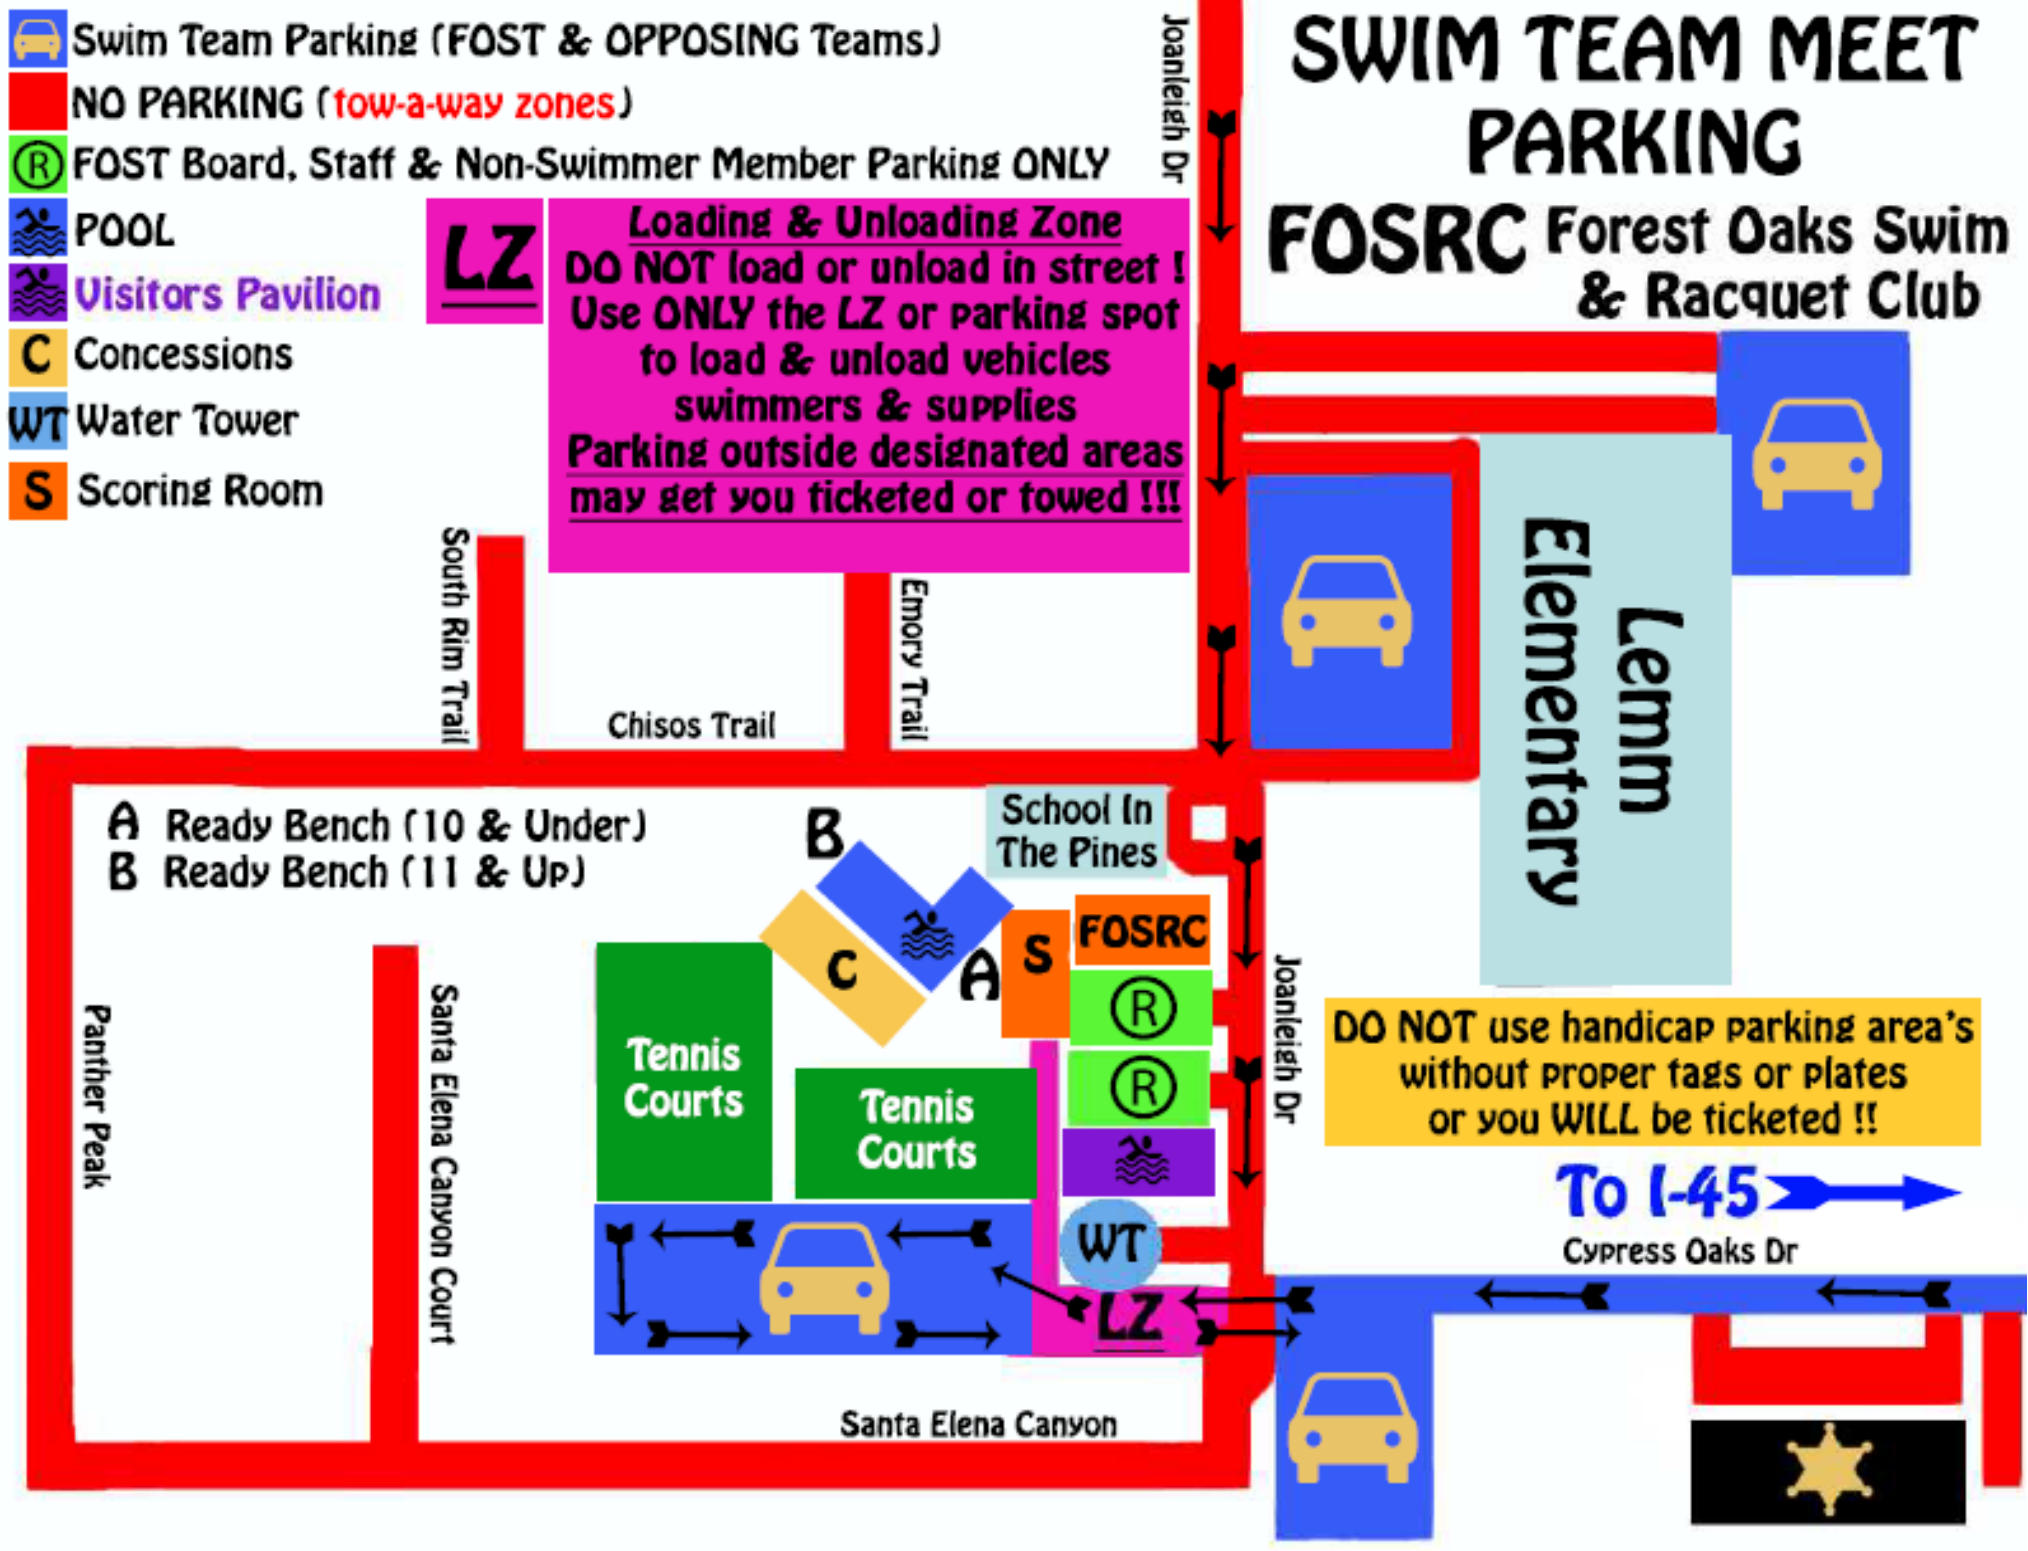 Swim Team Parking (FOST & OPPOSING Teams)
NO PARKING (tow-a-way zones)
R FOST Board, Staff & Non-Swimmer Member Parking ONLY
POOL
Visitors Pavilion
C Concessions
WT Water Tower
S Scoring Room
LZ
Loading & Unloading Zone
DO NOT load or unload in street !
Use ONLY the LZ or parking spot
to load & unload vehicles
swimmers & supplies
Parking outside designated areas
may get you ticketed or towed !!!
Joanleigh Dr
SWIM TEAM MEET
PARKING
FOSRC Forest Oaks Swim
& Racquet Club
South Rim Trail
Emory Trail
Chisos Trail
Lemm
Elementary
A Ready Bench (10 & Under)
B Ready Bench (11 & Up)
B
School In
The Pines
FOSRC
S
C
A
R
R
Tennis
Courts
Tennis
Courts
Joanleigh Dr
Panther Peak
Santa Elena Canyon Court
DO NOT use handicap parking area's
without proper tags or plates
or you WILL be ticketed !!
To I-45
Cypress Oaks Dr
WT
LZ
Santa Elena Canyon